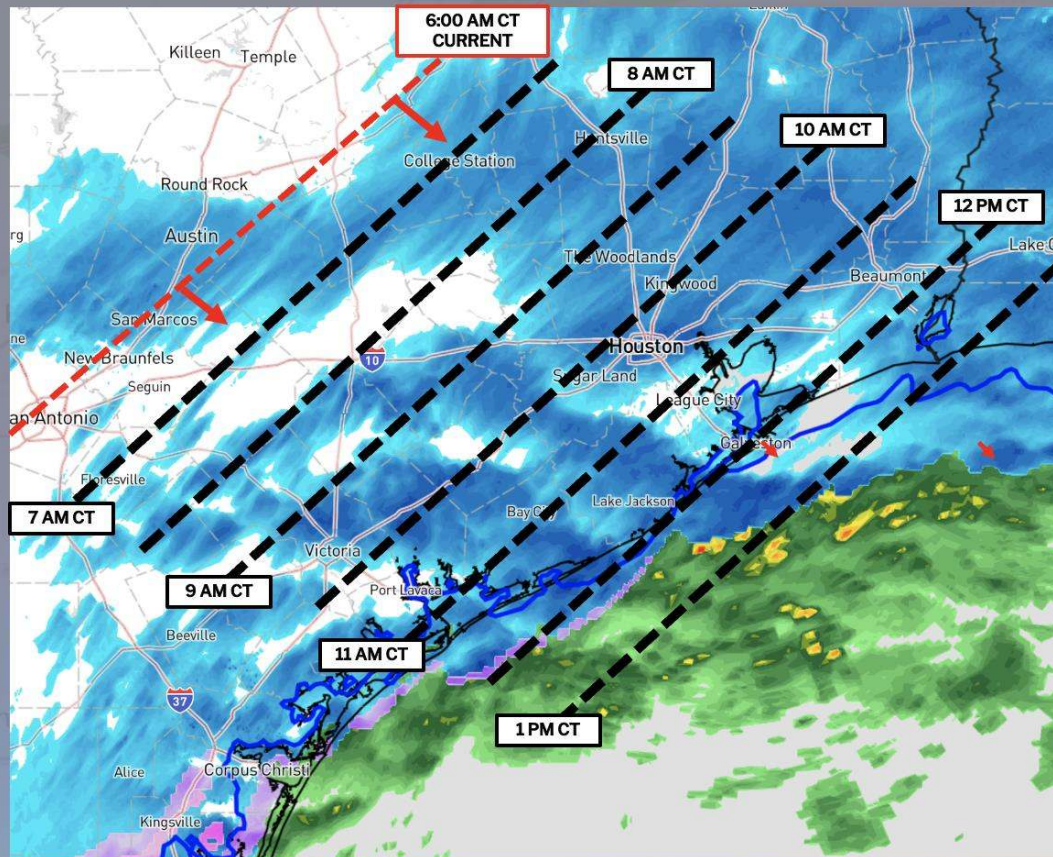 6:00 AM CT
CURRENT
Killeen
Temple
8 AM CT
Huntsville
10 AM CT
College Station
Round Rock
12 PM CT
rg
Austin
Lake C
The Woodlands
Kingwood
Beaumont
San Marcos
ne
New Braunfels
10
Houston
Seguin
Sugar Land
an Antonio
League City
Galveston
Floresville
Lake Jackson
7 AM CT
Bay City
Victoria
9 AM CT
Port Lavaca
Beeville
11 AM CT
37
1 PM CT
Alice
Corpus Christi
Kingsville